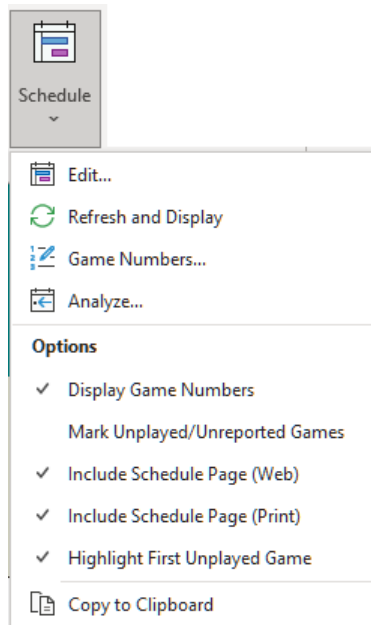 Schedule
Edit...
Refresh and Display
Game Numbers...
Analyze...
Options
Display Game Numbers
Mark Unplayed/Unreported Games
Include Schedule Page (Web)
Include Schedule Page (Print)
Highlight First Unplayed Game
Copy to Clipboard